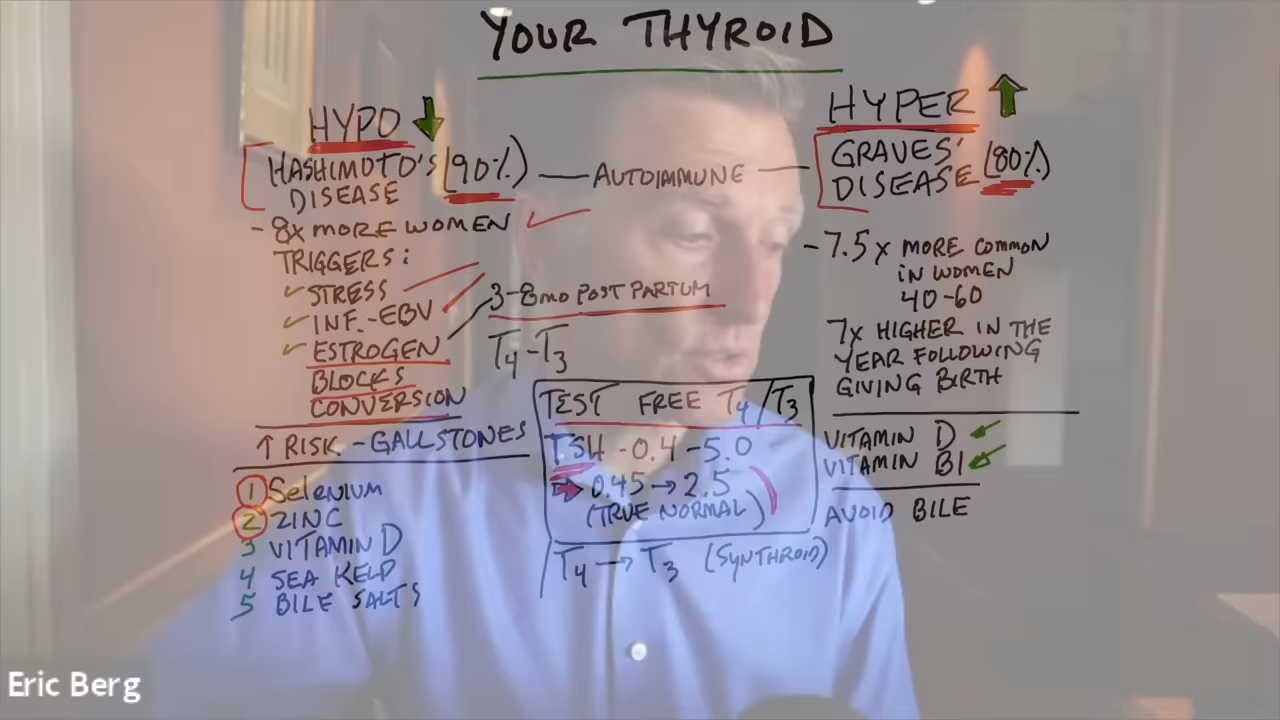 YOUR THYROID
HYPO
HASHIMOTO'S (90%)
DISEASE
- 8X MORE WOMEN
TRIGGERS:
✓ STRESS
✓ INF.-EBV
✓ ESTROGEN
BLOCKS
CONVERSION
↑ RISK - GALLSTONES
1 SELENIUM
2 ZINC
3 VITAMIN D
4 SEA KELP
5 BILE SALTS
— AUTOIMMUNE —
3-8mo POST PARTUM
T4-T3
TEST FREE T4/T3
TSH -0.4-5.0
→ 0.45→2.5
(TRUE NORMAL)
T4 → T3 (SYNTHROID)
HYPER
GRAVES'
DISEASE (80%)
- 7.5x MORE COMMON
IN WOMEN
40-60
7X HIGHER IN THE
YEAR FOLLOWING
GIVING BIRTH
VITAMIN D
VITAMIN B1
AVOID BILE
Eric Berg